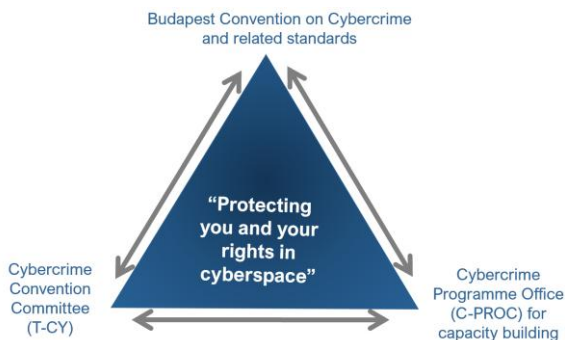 Budapest Convention on Cybercrime
and related standards
“Protecting
you and your
rights in
cyberspace”
Cybercrime
Convention
Committee
(T-CY)
Cybercrime
Programme Office
(C-PROC) for
capacity building